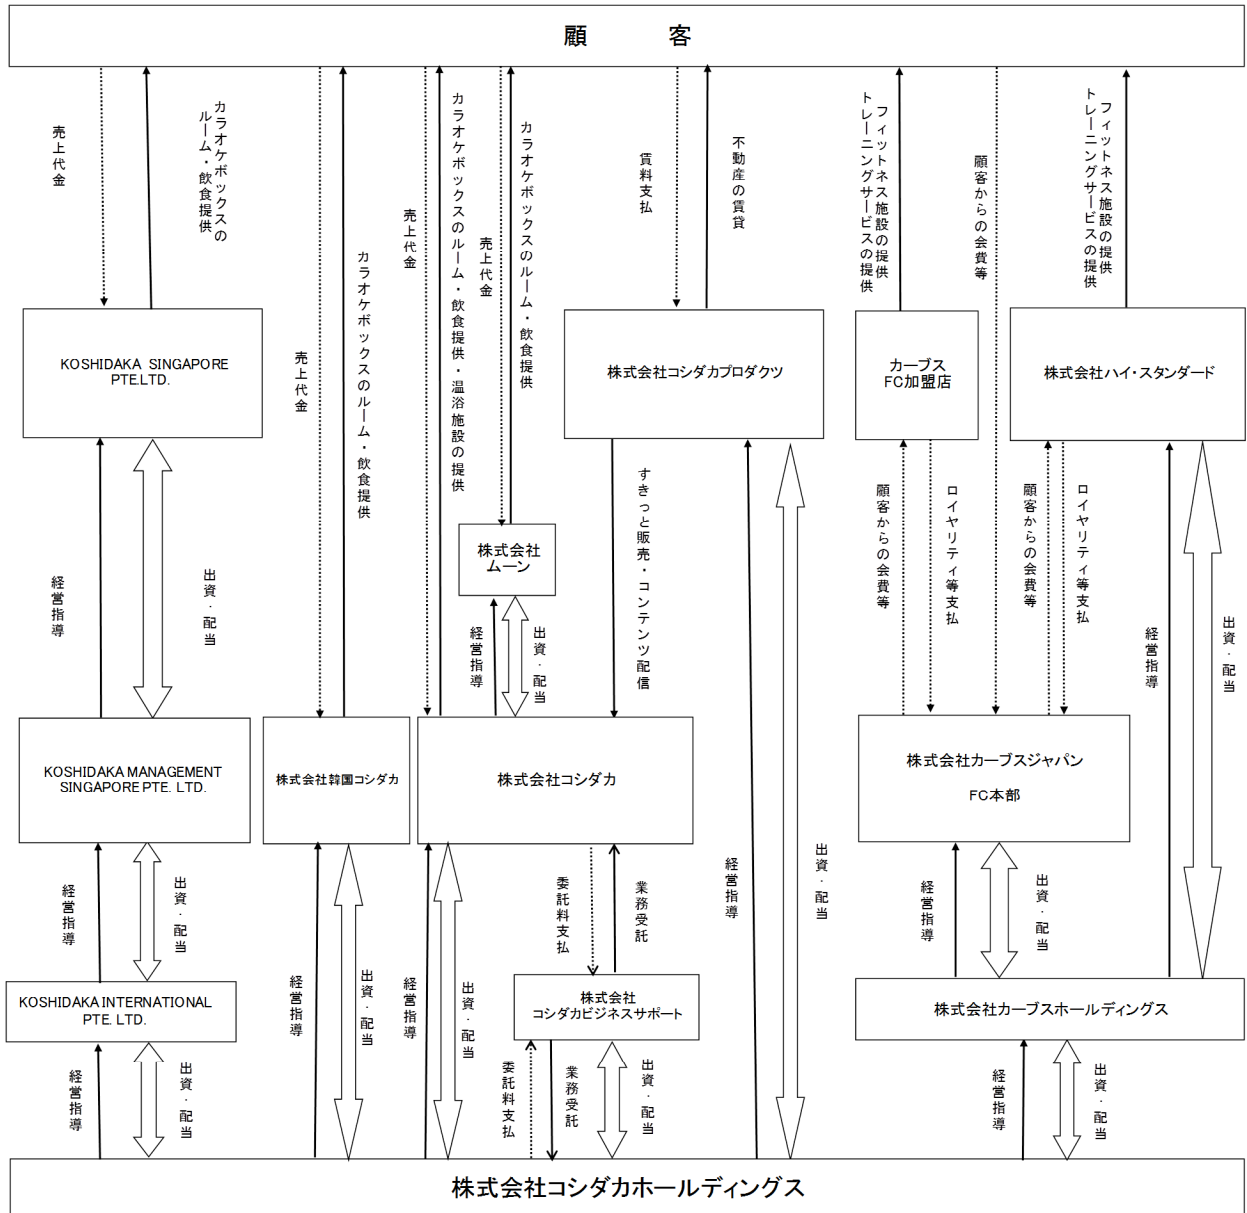 顧　　　客
売上代金
カラオケボックスの
ルーム・飲食提供
売上代金
カラオケボックスのルーム・飲食提供
売上代金
カラオケボックスのルーム・飲食提供・温浴施設の提供
売上代金
カラオケボックスのルーム・飲食提供
賃料支払
不動産の賃貸
フィットネス施設の提供
トレーニングサービスの提供
顧客からの会費等
フィットネス施設の提供
トレーニングサービスの提供
KOSHIDAKA SINGAPORE
PTE.LTD.
株式会社コシダカプロダクツ
カーブス
FC加盟店
株式会社ハイ・スタンダード
経営指導
出資・配当
株式会社
ムーン
経営指導
出資・配当
すきっと販売・コンテンツ配信
顧客からの会費等
ロイヤリティ等支払
顧客からの会費等
ロイヤリティ等支払
経営指導
出資・配当
KOSHIDAKA MANAGEMENT
SINGAPORE PTE. LTD.
株式会社韓国コシダカ
株式会社コシダカ
株式会社カーブスジャパン
FC本部
経営指導
出資・配当
経営指導
出資・配当
経営指導
出資・配当
委託料支払
業務受託
経営指導
出資・配当
経営指導
出資・配当
KOSHIDAKA INTERNATIONAL
PTE. LTD.
株式会社
コシダカビジネスサポート
株式会社カーブスホールディングス
経営指導
出資・配当
委託料支払
業務受託
出資・配当
経営指導
出資・配当
株式会社コシダカホールディングス